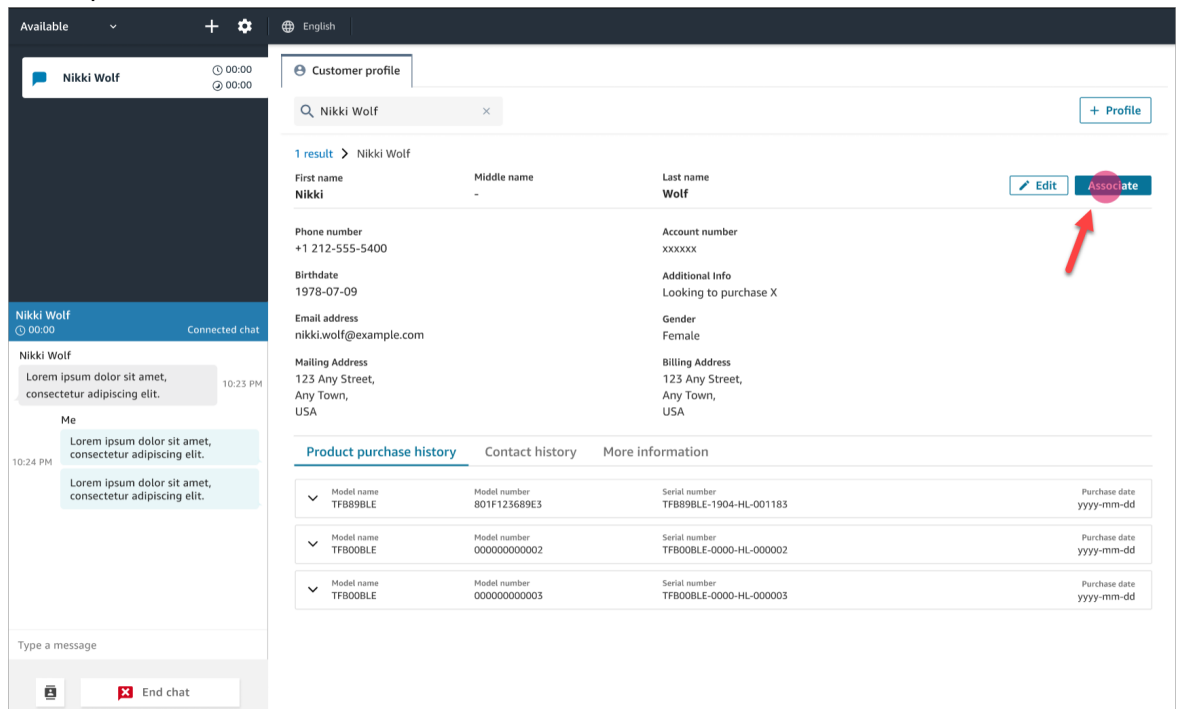 Available
English
Nikki Wolf
00:00
00:00
Customer profile
Nikki Wolf
+ Profile
1 result > Nikki Wolf
First name Middle name Last name
Nikki - Wolf
Edit
Associate
Phone number Account number
+1 212-555-5400 xxxxxx
Birthdate Additional Info
1978-07-09 Looking to purchase X
Email address Gender
nikki.wolf@example.com Female
Mailing Address Billing Address
123 Any Street, 123 Any Street,
Any Town, Any Town,
USA USA
Product purchase history Contact history More information
Model name Model number Serial number Purchase date
TFB89BLE 801F123689E3 TFB89BLE-1904-HL-001183 yyyy-mm-dd
Model name Model number Serial number Purchase date
TFB00BLE 000000000002 TFB00BLE-0000-HL-000002 yyyy-mm-dd
Model name Model number Serial number Purchase date
TFB00BLE 000000000003 TFB00BLE-0000-HL-000003 yyyy-mm-dd
Nikki Wolf
00:00 Connected chat
Nikki Wolf
Lorem ipsum dolor sit amet,
consectetur adipiscing elit.
10:23 PM
Me
Lorem ipsum dolor sit amet,
consectetur adipiscing elit.
10:24 PM
Lorem ipsum dolor sit amet,
consectetur adipiscing elit.
Type a message
End chat